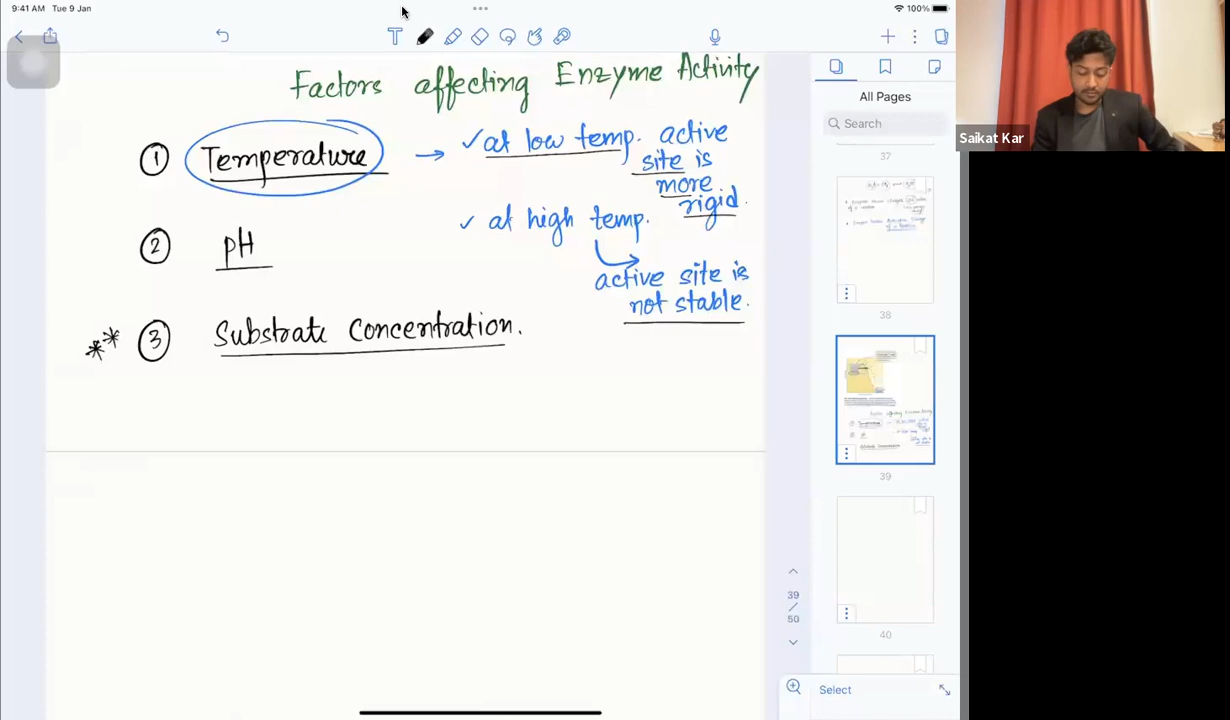 9:41 AM Tue 9 Jan
100%
Factors affecting Enzyme Activity
① Temperature → ✓ at low temp. active
site is
more
rigid.
✓ at high temp.
active site is
not stable.
② pH
** ③ Substrate Concentration.
All Pages
Search
37
38
39
40
39
/
50
Select
Saikat Kar